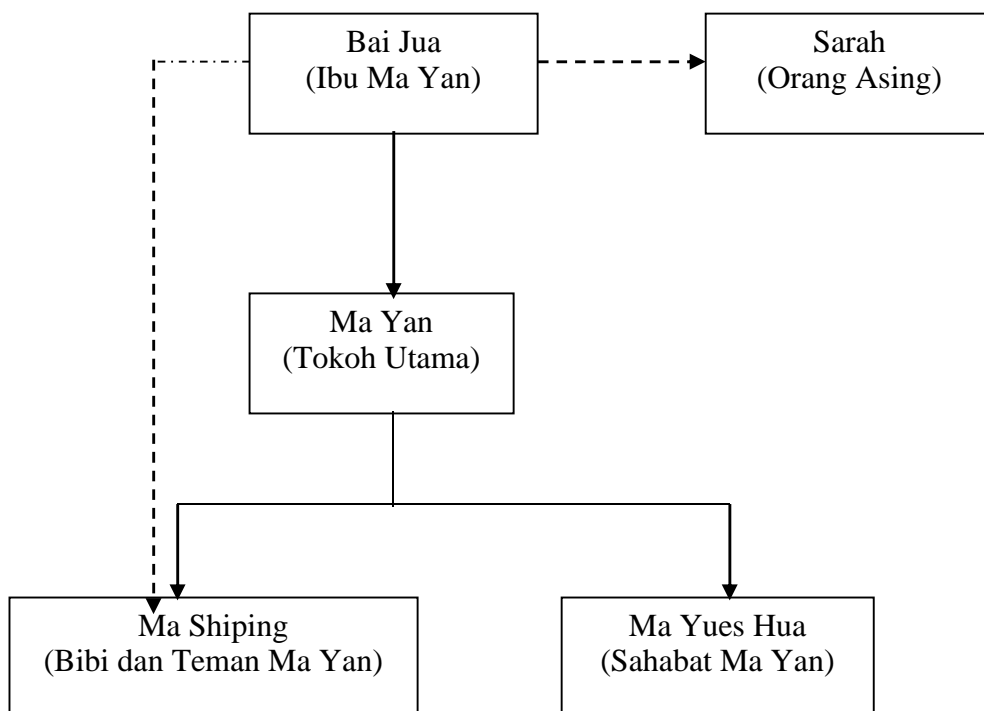 Bai Jua
(Ibu Ma Yan)
Sarah
(Orang Asing)
Ma Yan
(Tokoh Utama)
Ma Shiping
(Bibi dan Teman Ma Yan)
Ma Yues Hua
(Sahabat Ma Yan)